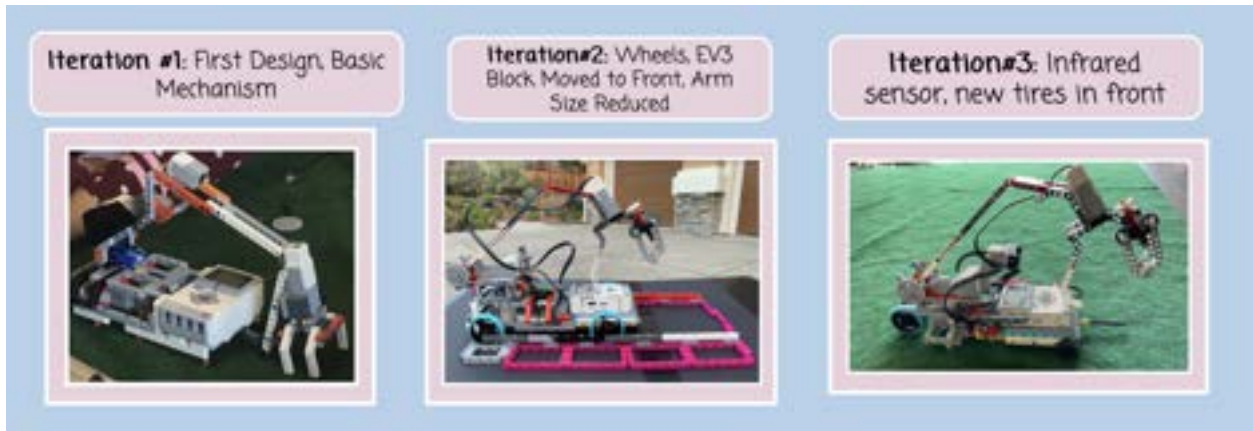 Iteration #1: First Design, Basic
Mechanism
Iteration#2: Wheels, EV3
Block Moved to Front, Arm
Size Reduced
Iteration#3: Infrared
sensor, new tires in front